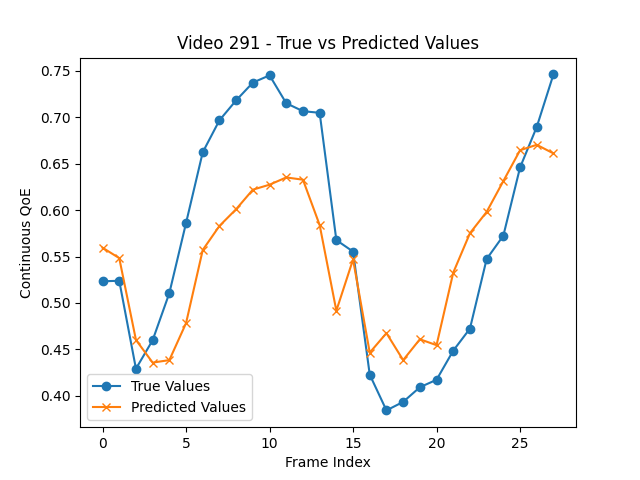 Video 291 - True vs Predicted Values
Continuous QoE
0.75
0.70
0.65
0.60
0.55
0.50
0.45
0.40
True Values
Predicted Values
0 5 10 15 20 25
Frame Index